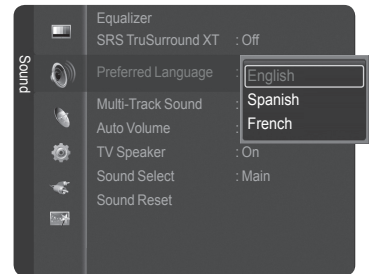 Sound
Equalizer
SRS TruSurround XT : Off
Preferred Language :
English
Spanish
French
Multi-Track Sound :
Auto Volume :
TV Speaker : On
Sound Select : Main
Sound Reset